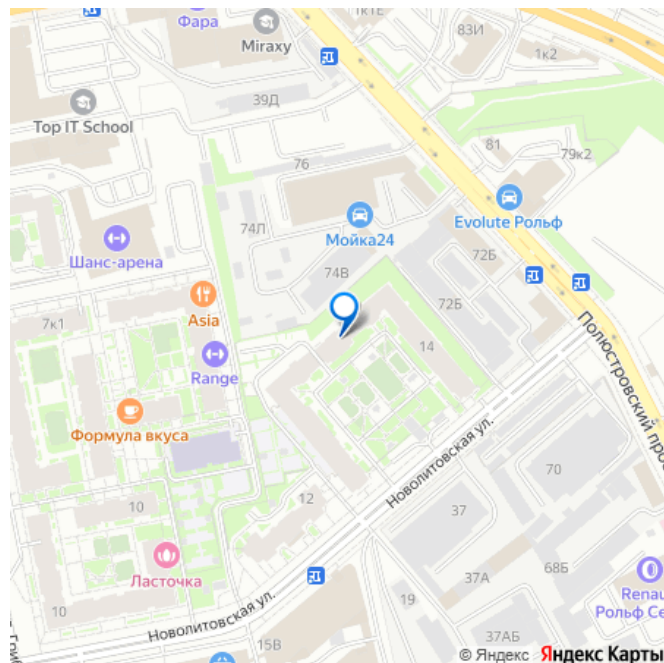 Фара
Miraxy
1кТЕ
83И
1к2
39Д
Top IT School
76
81
79к2
Evolute Рольф
74Л
Мойка24
Шанс-арена
74В
72Б
72Б
Asia
7к1
14
Range
Полюстровский про
Формула вкуса
Новолитовская ул.
70
10
12
37
Ласточка
37А
68Б
Renau
Рольф Се
10
19
Новолитовская ул.
15В
37АБ
© Яндекс Яндекс Карты